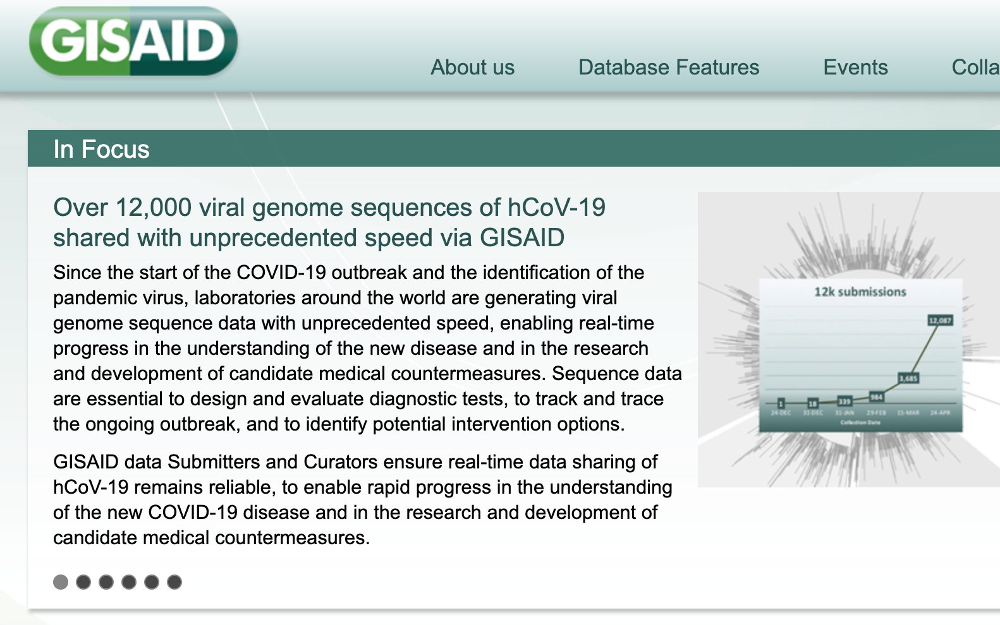 GISAID
About us
Database Features
Events
Colla
In Focus
Over 12,000 viral genome sequences of hCoV-19
shared with unprecedented speed via GISAID
Since the start of the COVID-19 outbreak and the identification of the
pandemic virus, laboratories around the world are generating viral
genome sequence data with unprecedented speed, enabling real-time
progress in the understanding of the new disease and in the research
and development of candidate medical countermeasures. Sequence data
are essential to design and evaluate diagnostic tests, to track and trace
the ongoing outbreak, and to identify potential intervention options.
GISAID data Submitters and Curators ensure real-time data sharing of
hCoV-19 remains reliable, to enable rapid progress in the understanding
of the new COVID-19 disease and in the research and development of
candidate medical countermeasures.
12k submissions
12,087
3,685
984
339
18
1
24-DEC 31-DEC 31-JAN 29-FEB 15-MAR 24-APR
Collection Date